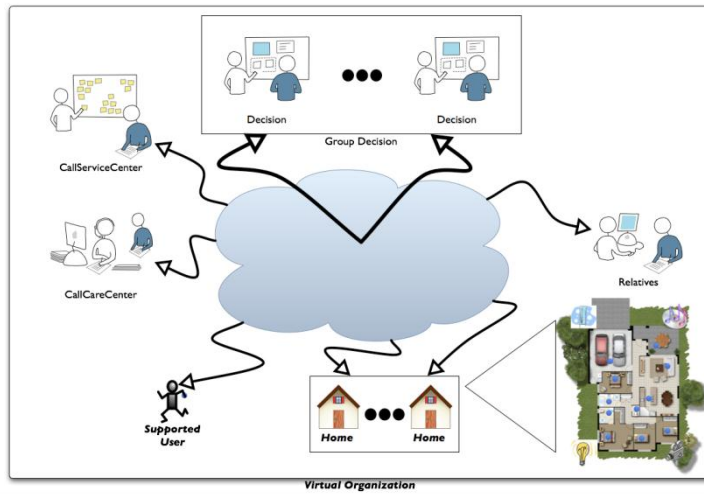 Decision
Decision
Group Decision
CallServiceCenter
CallCareCenter
Relatives
Supported
User
Home
Home
Virtual Organization